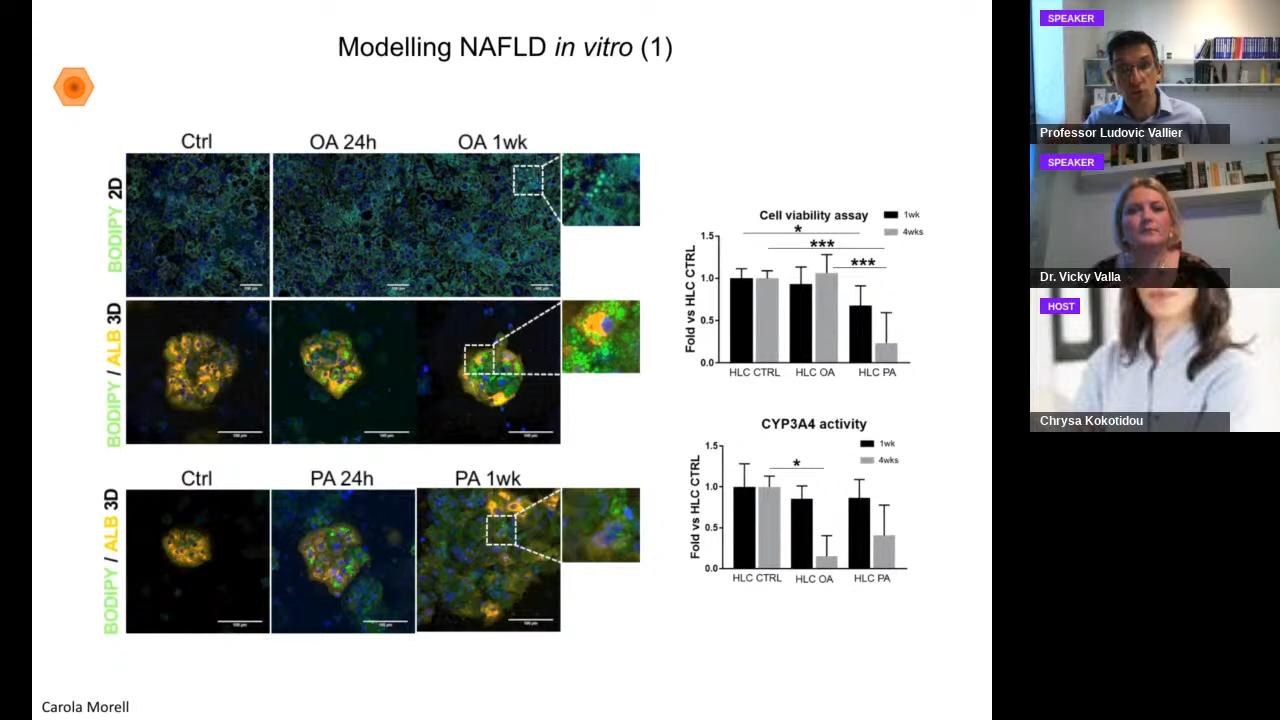 Modelling NAFLD in vitro (1)
Ctrl OA 24h OA 1wk
BODIPY 2D
BODIPY / ALB 3D
Ctrl PA 24h PA 1wk
BODIPY / ALB 3D
Cell viability assay
1wk
4wks
Fold vs HLC CTRL
1.5
1.0
0.5
0.0
*
***
***
HLC CTRL HLC OA HLC PA
CYP3A4 activity
1wk
4wks
Fold vs HLC CTRL
1.5
1.0
0.5
0.0
*
HLC CTRL HLC OA HLC PA
Carola Morell
SPEAKER
Professor Ludovic Vallier
SPEAKER
Dr. Vicky Valla
HOST
Chrysa Kokotidou